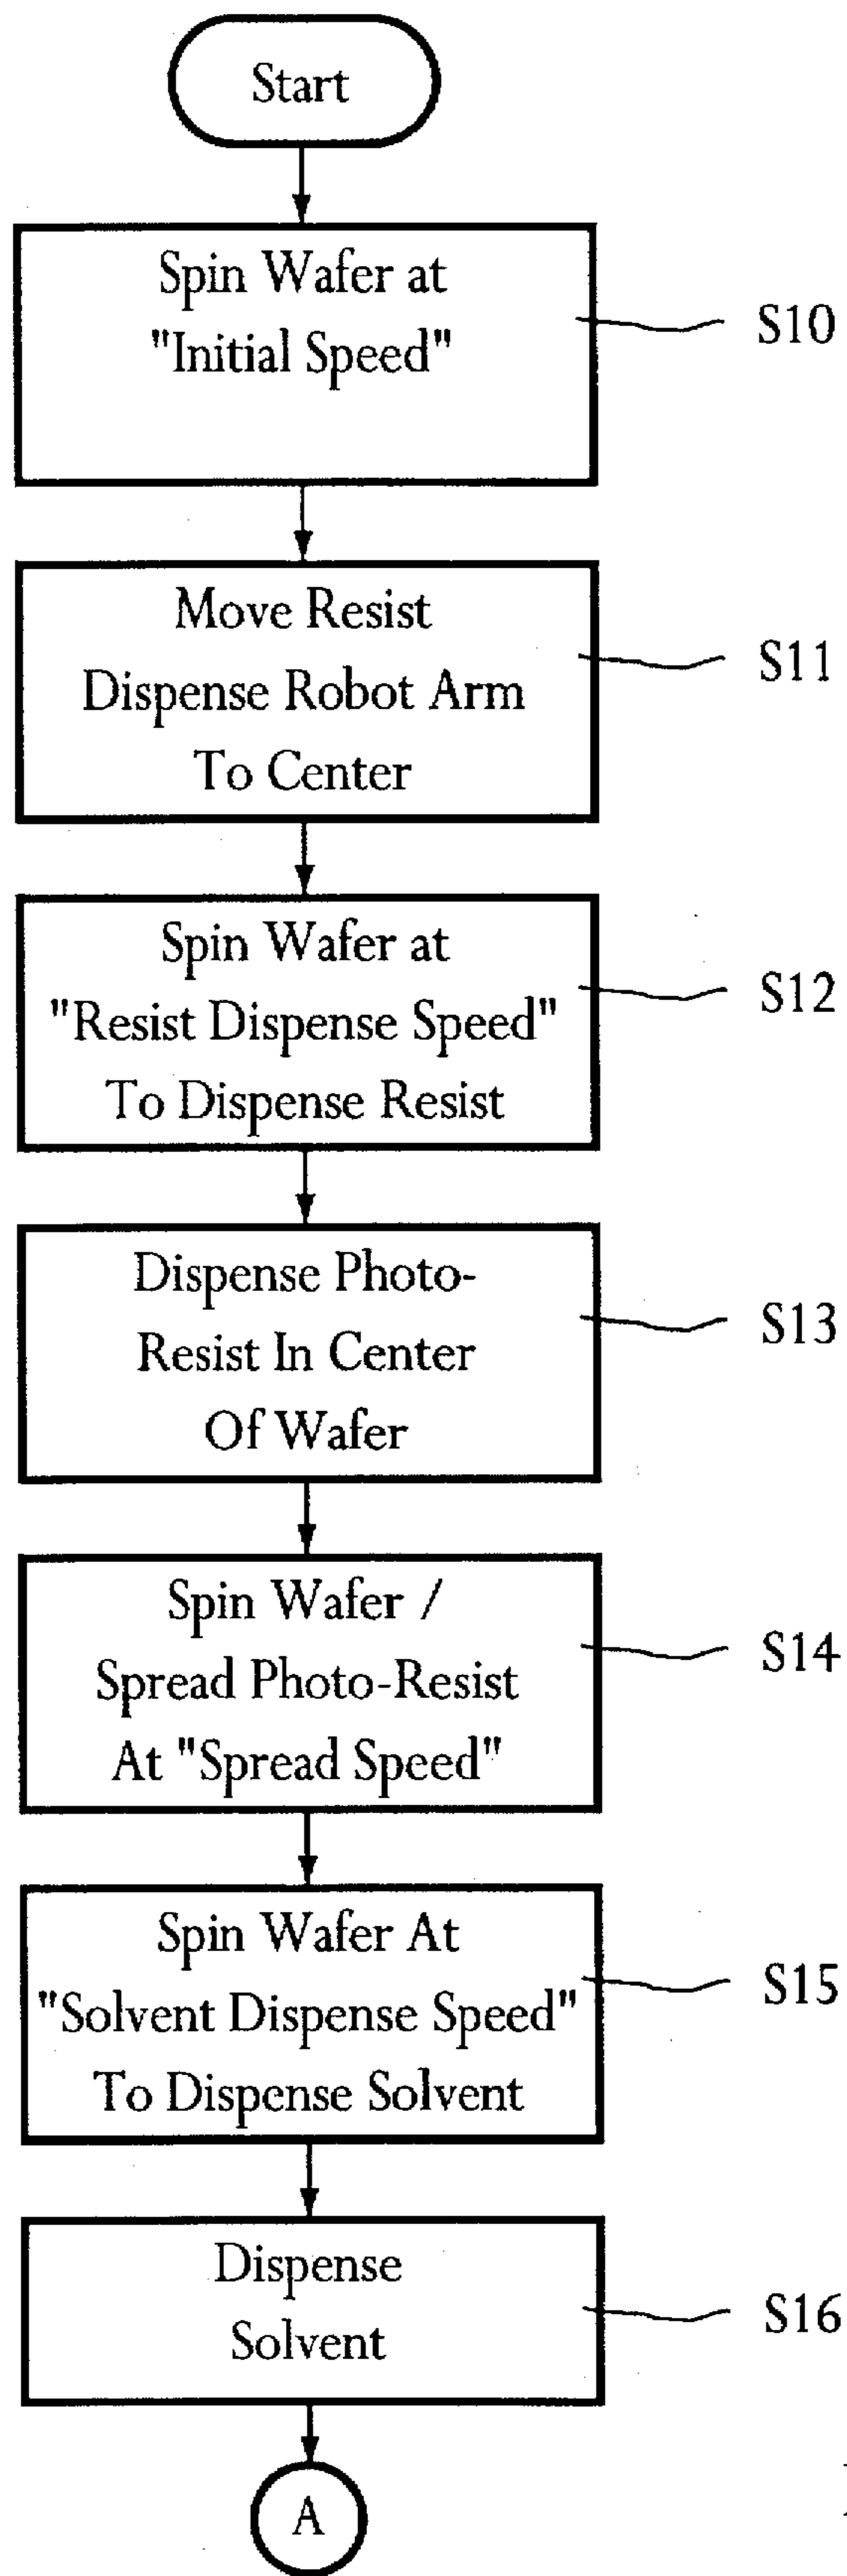 Start
Spin Wafer at
"Initial Speed"
S10
Move Resist
Dispense Robot Arm
To Center
S11
Spin Wafer at
"Resist Dispense Speed"
To Dispense Resist
S12
Dispense Photo-
Resist In Center
Of Wafer
S13
Spin Wafer /
Spread Photo-Resist
At "Spread Speed"
S14
Spin Wafer At
"Solvent Dispense Speed"
To Dispense Solvent
S15
Dispense
Solvent
S16
A